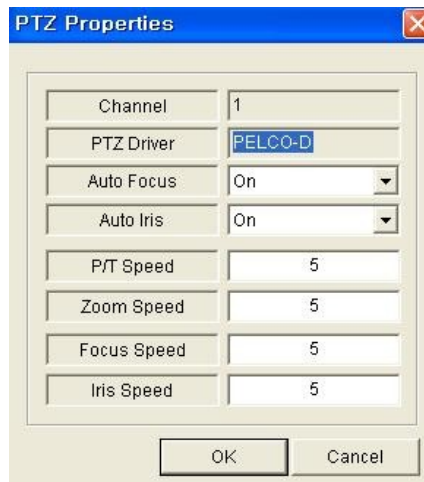 PTZ Properties
Channel 1
PTZ Driver PELCO-D
Auto Focus On
Auto Iris On
P/T Speed 5
Zoom Speed 5
Focus Speed 5
Iris Speed 5
OK Cancel